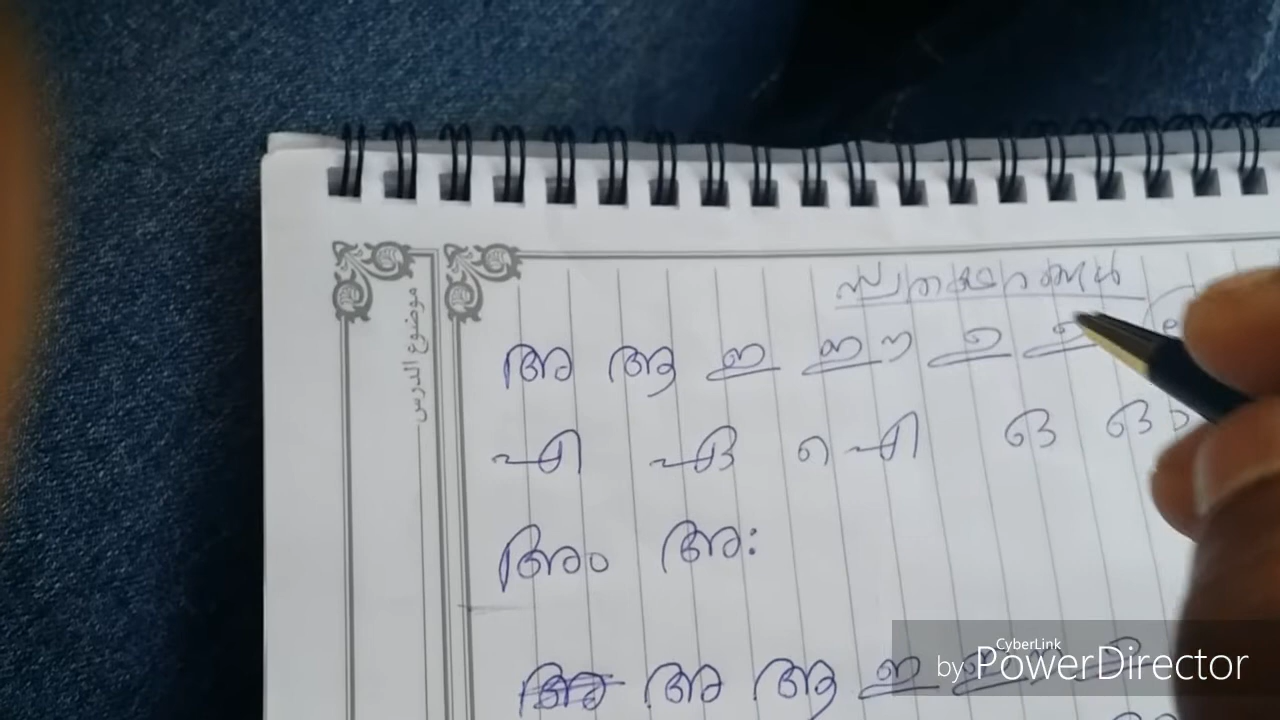 സ്വരാക്ഷരങ്ങൾ
അ ആ ഇ ഈ ഉ ഉ
എ ഏ ഐ ഒ ഓ
അം അഃ
അ ആ ഇ ഈ
موضوع الدرس
CyberLink
by PowerDirector